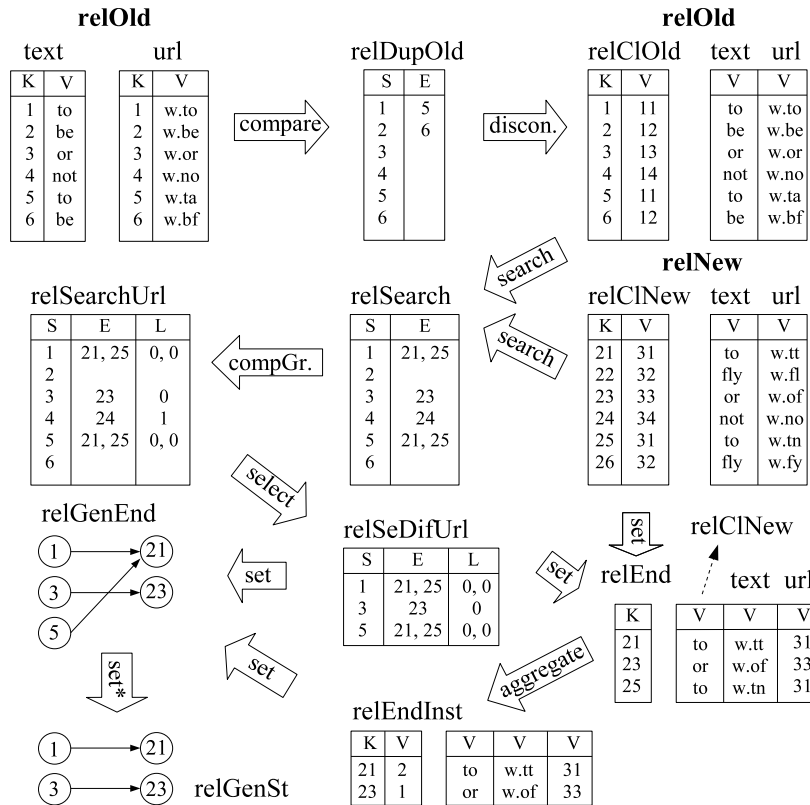 relOld relOld
text url relDupOld relClOld text url
K V K V S E K V V V
1 to 1 w.to 1 5 1 11 to w.to
2 be 2 w.be 2 6 2 12 be w.be
3 or 3 w.or 3 3 13 or w.or
4 not 4 w.no 4 4 14 not w.no
5 to 5 w.ta 5 5 11 to w.ta
6 be 6 w.bf 6 6 12 be w.bf
compare discon.
search
relNew
relSearchUrl relSearch relClNew text url
S E L S E K V V V
1 21, 25 0, 0 1 21, 25 21 31 to w.tt
2 2 22 32 fly w.fl
3 23 0 3 23 23 33 or w.of
4 24 1 4 24 24 34 not w.no
5 21, 25 0, 0 5 21, 25 25 31 to w.tn
6 6 26 32 fly w.fy
compGr. search
select
relGenEnd relSeDifUrl set relClNew
relEnd text url
1 21
3 23
5
set
S E L
1 21, 25 0, 0
3 23 0
5 21, 25 0, 0
set
K V V V
21 to w.tt 31
23 or w.of 33
25 to w.tn 31
set* set aggregate
relEndInst
K V V V V
21 2 to w.tt 31
23 1 or w.of 33
1 21
3 23 relGenSt